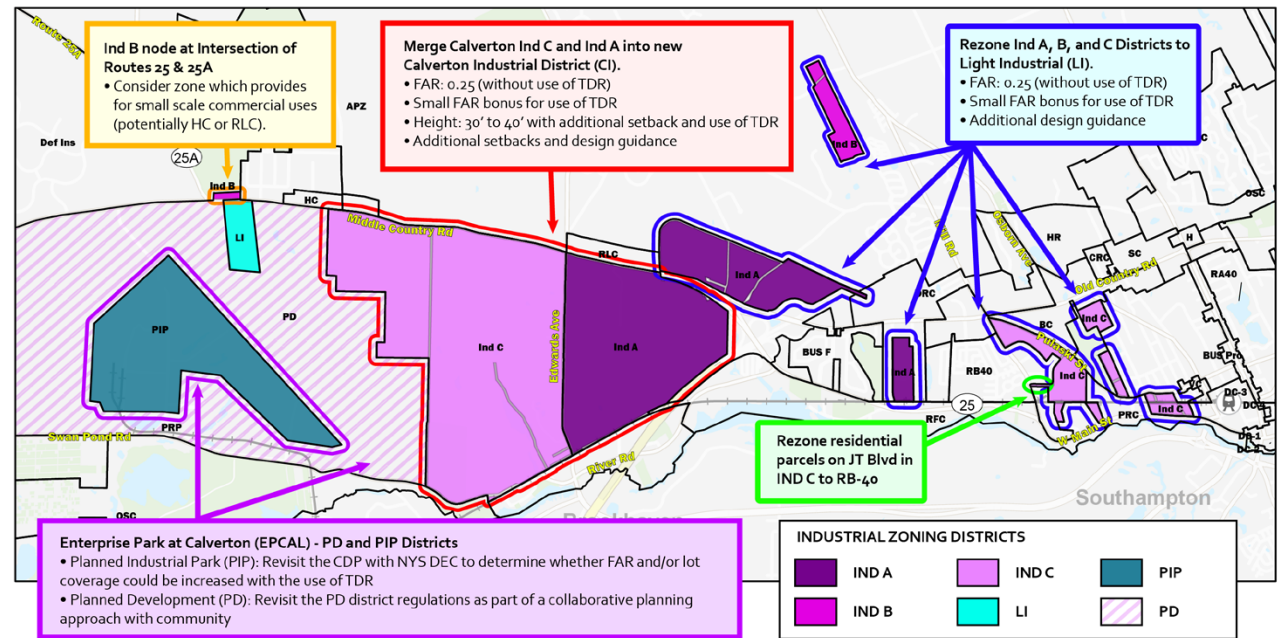 Ind B node at Intersection of
Routes 25 & 25A
• Consider zone which provides
for small scale commercial uses
(potentially HC or RLC).
Merge Calverton Ind C and Ind A into new
Calverton Industrial District (CI).
• FAR: 0.25 (without use of TDR)
• Small FAR bonus for use of TDR
• Height: 30' to 40' with additional setback and use of TDR
• Additional setbacks and design guidance
Rezone Ind A, B, and C Districts to
Light Industrial (LI).
• FAR: 0.25 (without use of TDR)
• Small FAR bonus for use of TDR
• Additional design guidance
Route 25A
APZ
Def Ins
25A
Ind B
HC
LI
Middle Country Rd
RLC
Ind B
Ind A
Osborn Ave
HR
SC
H
CRC
Old Country Rd
RA40
OSC
PIP
PD
Ind C
Edwards Ave
Ind A
BUS F
Ind A
RB40
BC
Pulaski St
Ind C
Ind C
BUS Pro
PRP
Swan Pond Rd
25
RFC
PRC
Ind C
W Main St
DC-3
DC-1
River Rd
OSC
Southampton
Rezone residential
parcels on JT Blvd in
IND C to RB-40
Enterprise Park at Calverton (EPCAL) - PD and PIP Districts
• Planned Industrial Park (PIP): Revisit the CDP with NYS DEC to determine whether FAR and/or lot
coverage could be increased with the use of TDR
• Planned Development (PD): Revisit the PD district regulations as part of a collaborative planning
approach with community
INDUSTRIAL ZONING DISTRICTS
IND A
IND C
PIP
IND B
LI
PD